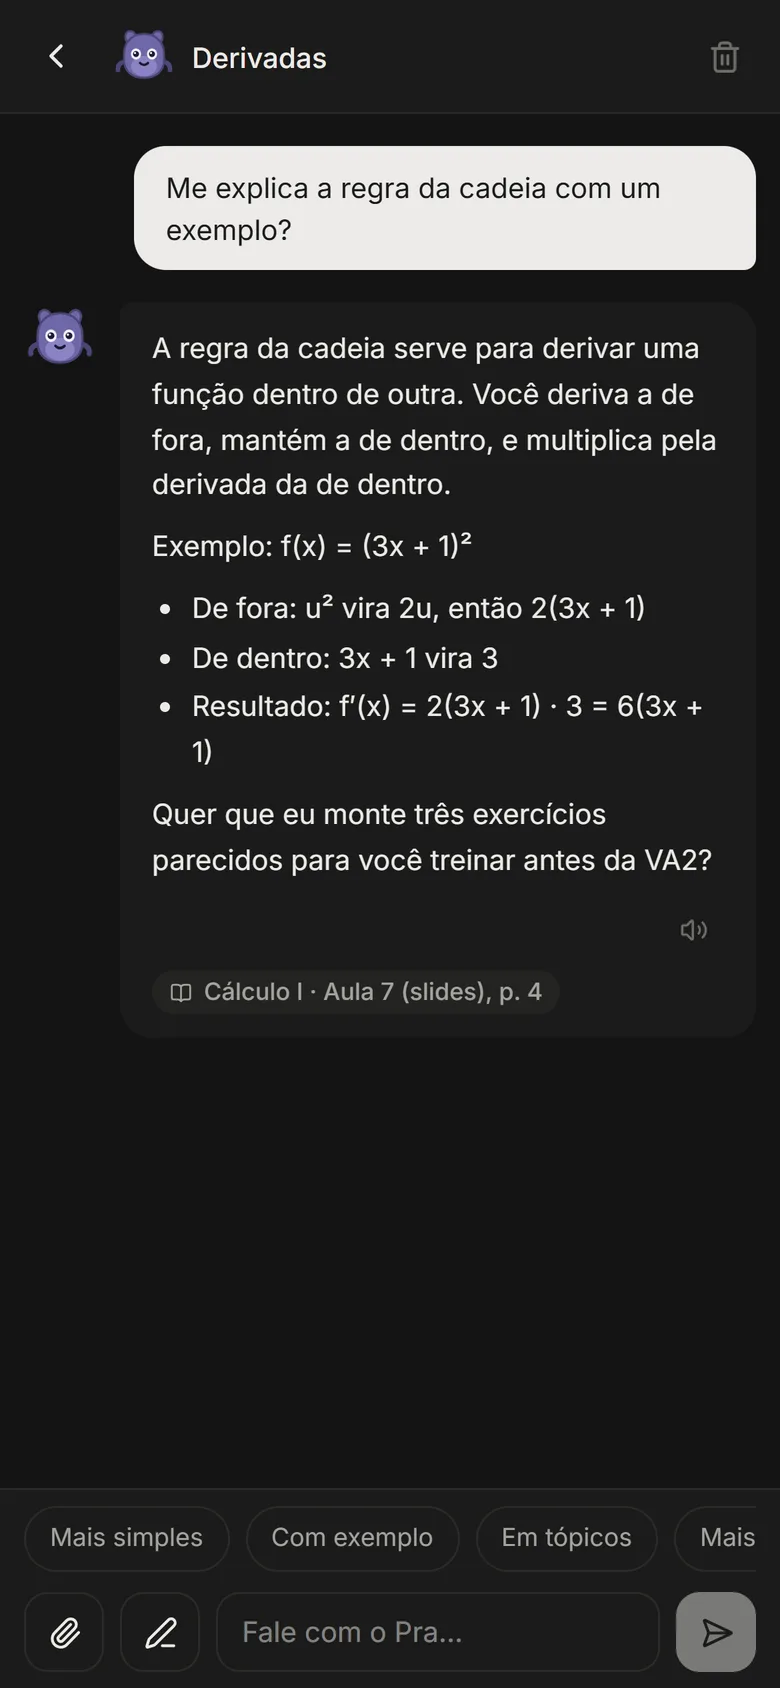 Derivadas
Me explica a regra da cadeia com um
exemplo?
A regra da cadeia serve para derivar uma
função dentro de outra. Você deriva a de
fora, mantém a de dentro, e multiplica pela
derivada da de dentro.
Exemplo: f(x) = (3x + 1)²
• De fora: u² vira 2u, então 2(3x + 1)
• De dentro: 3x + 1 vira 3
• Resultado: f′(x) = 2(3x + 1) · 3 = 6(3x +
1)
Quer que eu monte três exercícios
parecidos para você treinar antes da VA2?
Cálculo I · Aula 7 (slides), p. 4
Mais simples
Com exemplo
Em tópicos
Mais
Fale com o Pra...